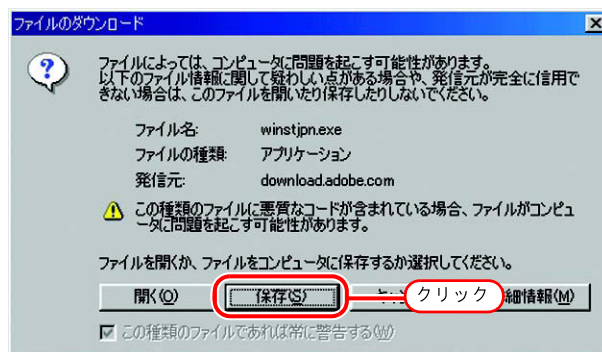 ファイルのダウンロード
ファイルによっては、コンピュータに問題を起こす可能性があります。
以下のファイル情報に関して疑わしい点がある場合や、発信元が完全に信用で
きない場合は、このファイルを開いたり保存したりしないでください。
ファイル名: winstjpn.exe
ファイルの種類: アプリケーション
発信元: download.adobe.com
この種類のファイルに悪質なコードが含まれている場合、ファイルがコンピュ
ータに問題を起こす可能性があります。
ファイルを開くか、ファイルをコンピュータに保存するか選択してください。
開く(O) 保存(S) クリック 細情報(M)
この種類のファイルであれば常に警告する(W)